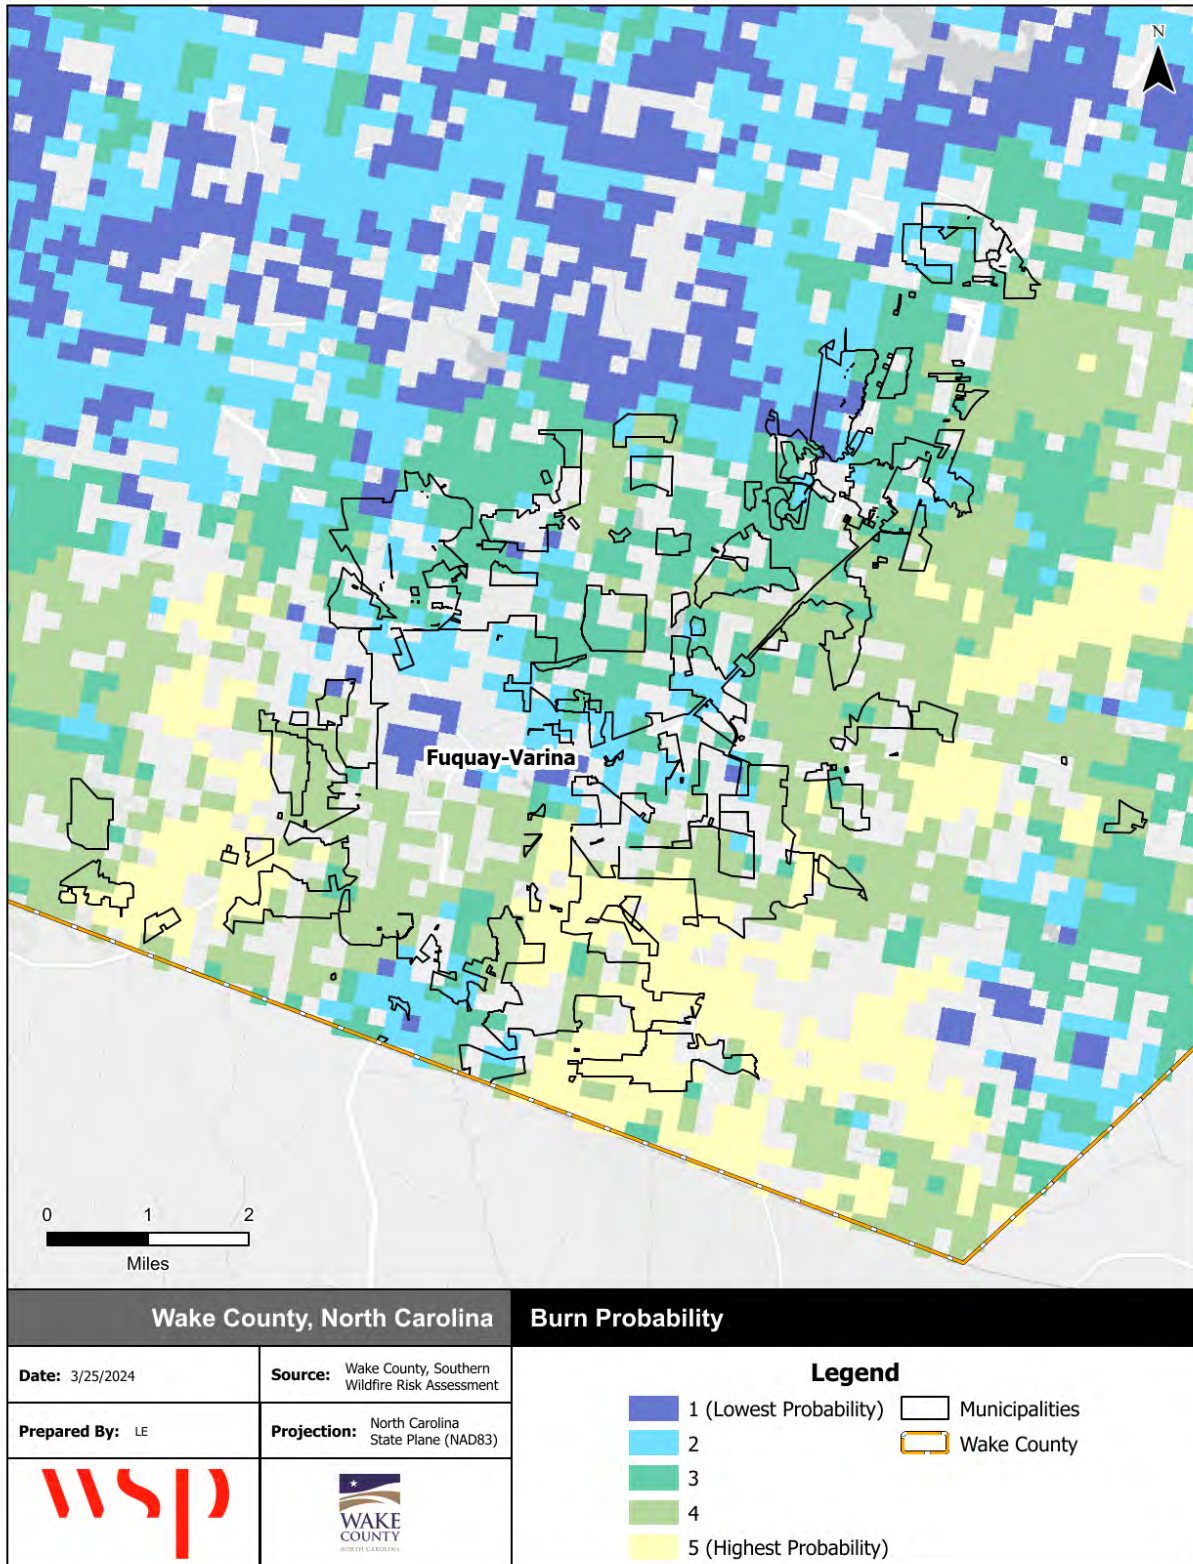 N
Fuquay-Varina
0 1 2
Miles
Wake County, North Carolina
Burn Probability
Date: 3/25/2024
Source: Wake County, Southern
Wildfire Risk Assessment
Prepared By: LE
Projection: North Carolina
State Plane (NAD83)
wsp
WAKE
COUNTY
NORTH CAROLINA
Legend
1 (Lowest Probability)
2
3
4
5 (Highest Probability)
Municipalities
Wake County